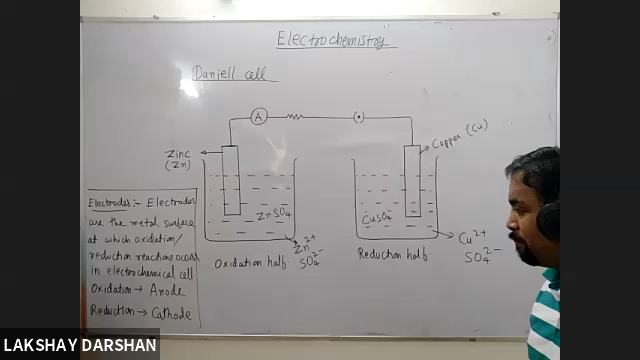 Electrochemistry
Daniell cell
A
Zinc
(Zn)
Copper (Cu)
ZnSO4
CuSO4
Zn2+
SO42-
Cu2+
SO42-
Oxidation half
Reduction half
Electrodes :- Electrodes
are the metal surface
at which oxidation/
reduction reactions occurs
in electrochemical cell
Oxidation → Anode
Reduction → Cathode
LAKSHAY DARSHAN